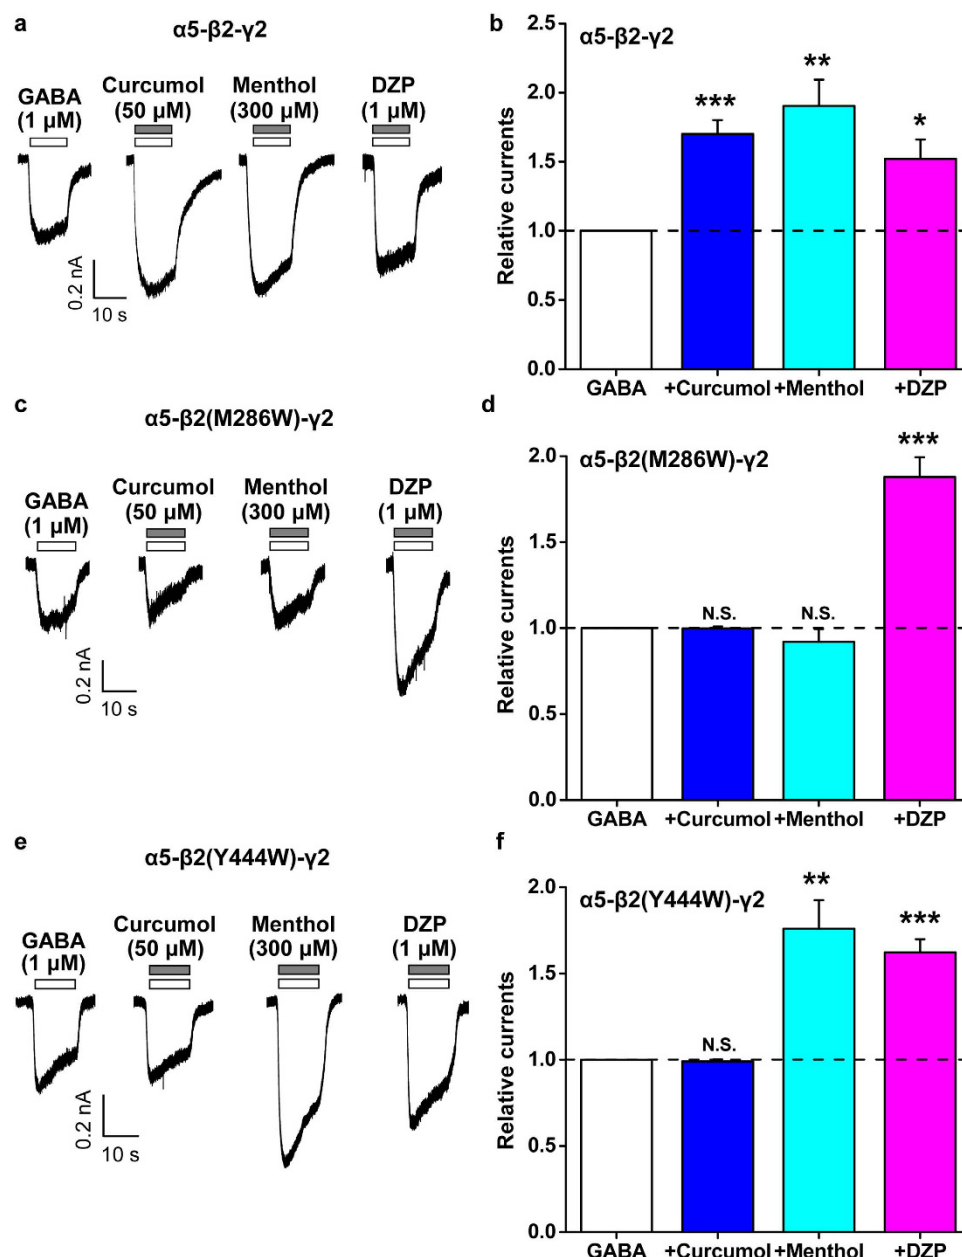 a
α5-β2-γ2
GABA
(1 μM)
Curcumol
(50 μM)
Menthol
(300 μM)
DZP
(1 μM)
0.2 nA
10 s
b
α5-β2-γ2
Relative currents
2.5
2.0
1.5
1.0
0.5
0.0
***
**
*
GABA +Curcumol +Menthol +DZP
c
α5-β2(M286W)-γ2
GABA
(1 μM)
Curcumol
(50 μM)
Menthol
(300 μM)
DZP
(1 μM)
0.2 nA
10 s
d
α5-β2(M286W)-γ2
Relative currents
2.0
1.5
1.0
0.5
0.0
N.S.
N.S.
***
GABA +Curcumol +Menthol +DZP
e
α5-β2(Y444W)-γ2
GABA
(1 μM)
Curcumol
(50 μM)
Menthol
(300 μM)
DZP
(1 μM)
0.2 nA
10 s
f
α5-β2(Y444W)-γ2
Relative currents
2.0
1.5
1.0
0.5
0.0
N.S.
**
***
GABA +Curcumol +Menthol +DZP